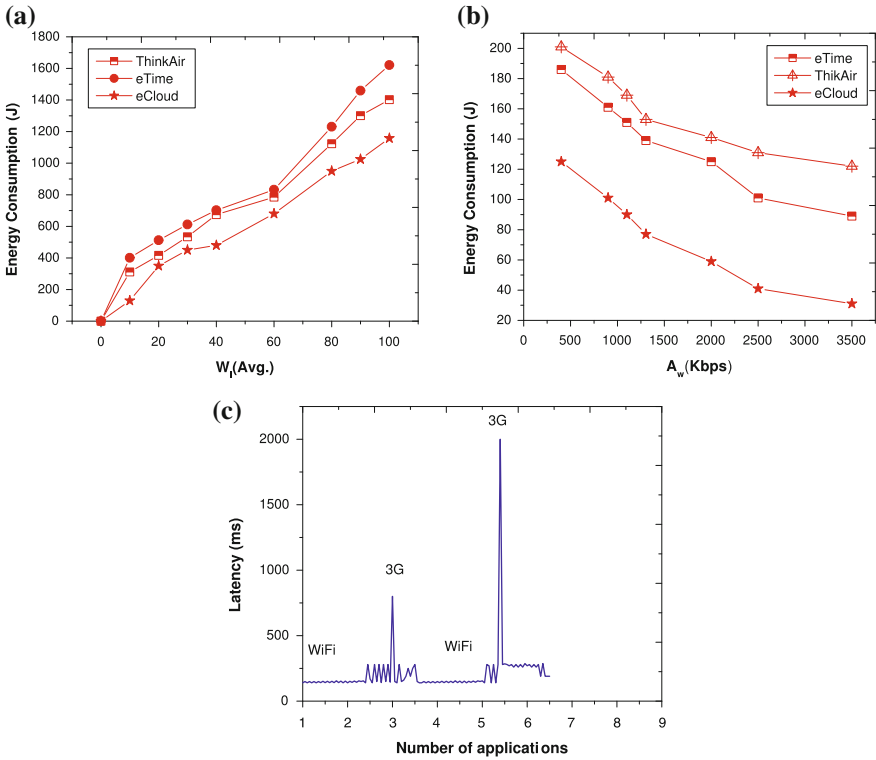 (a)
1800
1600
1400
1200
1000
800
600
400
200
0
Energy Consumption (J)
ThinkAir
eTime
eCloud
0 20 40 60 80 100
W_I(Avg.)
(b)
200
180
160
140
120
100
80
60
40
20
Energy Consumption (J)
eTime
ThikAir
eCloud
500 1000 1500 2000 2500 3000 3500
A_w(Kbps)
(c)
2000
1500
1000
500
0
Latency (ms)
3G
3G
WiFi
WiFi
1 2 3 4 5 6 7 8 9
Number of applications